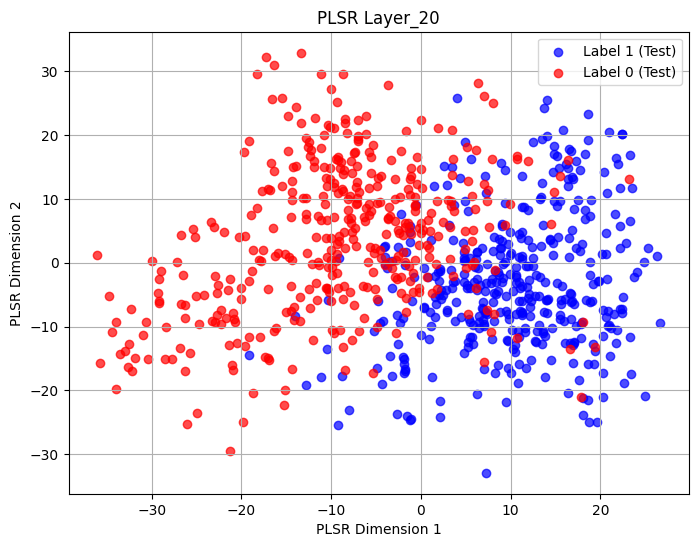 PLSR Layer_20
Label 1 (Test)
Label 0 (Test)
PLSR Dimension 2
30
20
10
0
−10
−20
−30
−30
−20
−10
0
10
20
PLSR Dimension 1